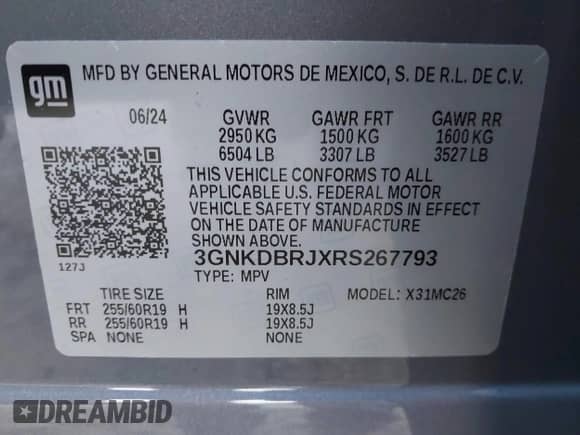 gm
MFD BY GENERAL MOTORS DE MEXICO, S. DE R.L. DE C.V.
06/24 GVWR GAWR FRT GAWR RR
2950 KG 1500 KG 1600 KG
6504 LB 3307 LB 3527 LB
THIS VEHICLE CONFORMS TO ALL
APPLICABLE U.S. FEDERAL MOTOR
VEHICLE SAFETY STANDARDS IN EFFECT
ON THE DATE OF MANUFACTURE
SHOWN ABOVE.
127J 3GNKDBRJXRS267793
TYPE: MPV
TIRE SIZE RIM MODEL: X31MC26
FRT 255/60R19 H 19X8.5J
RR 255/60R19 H 19X8.5J
SPA NONE NONE
DREAMBID